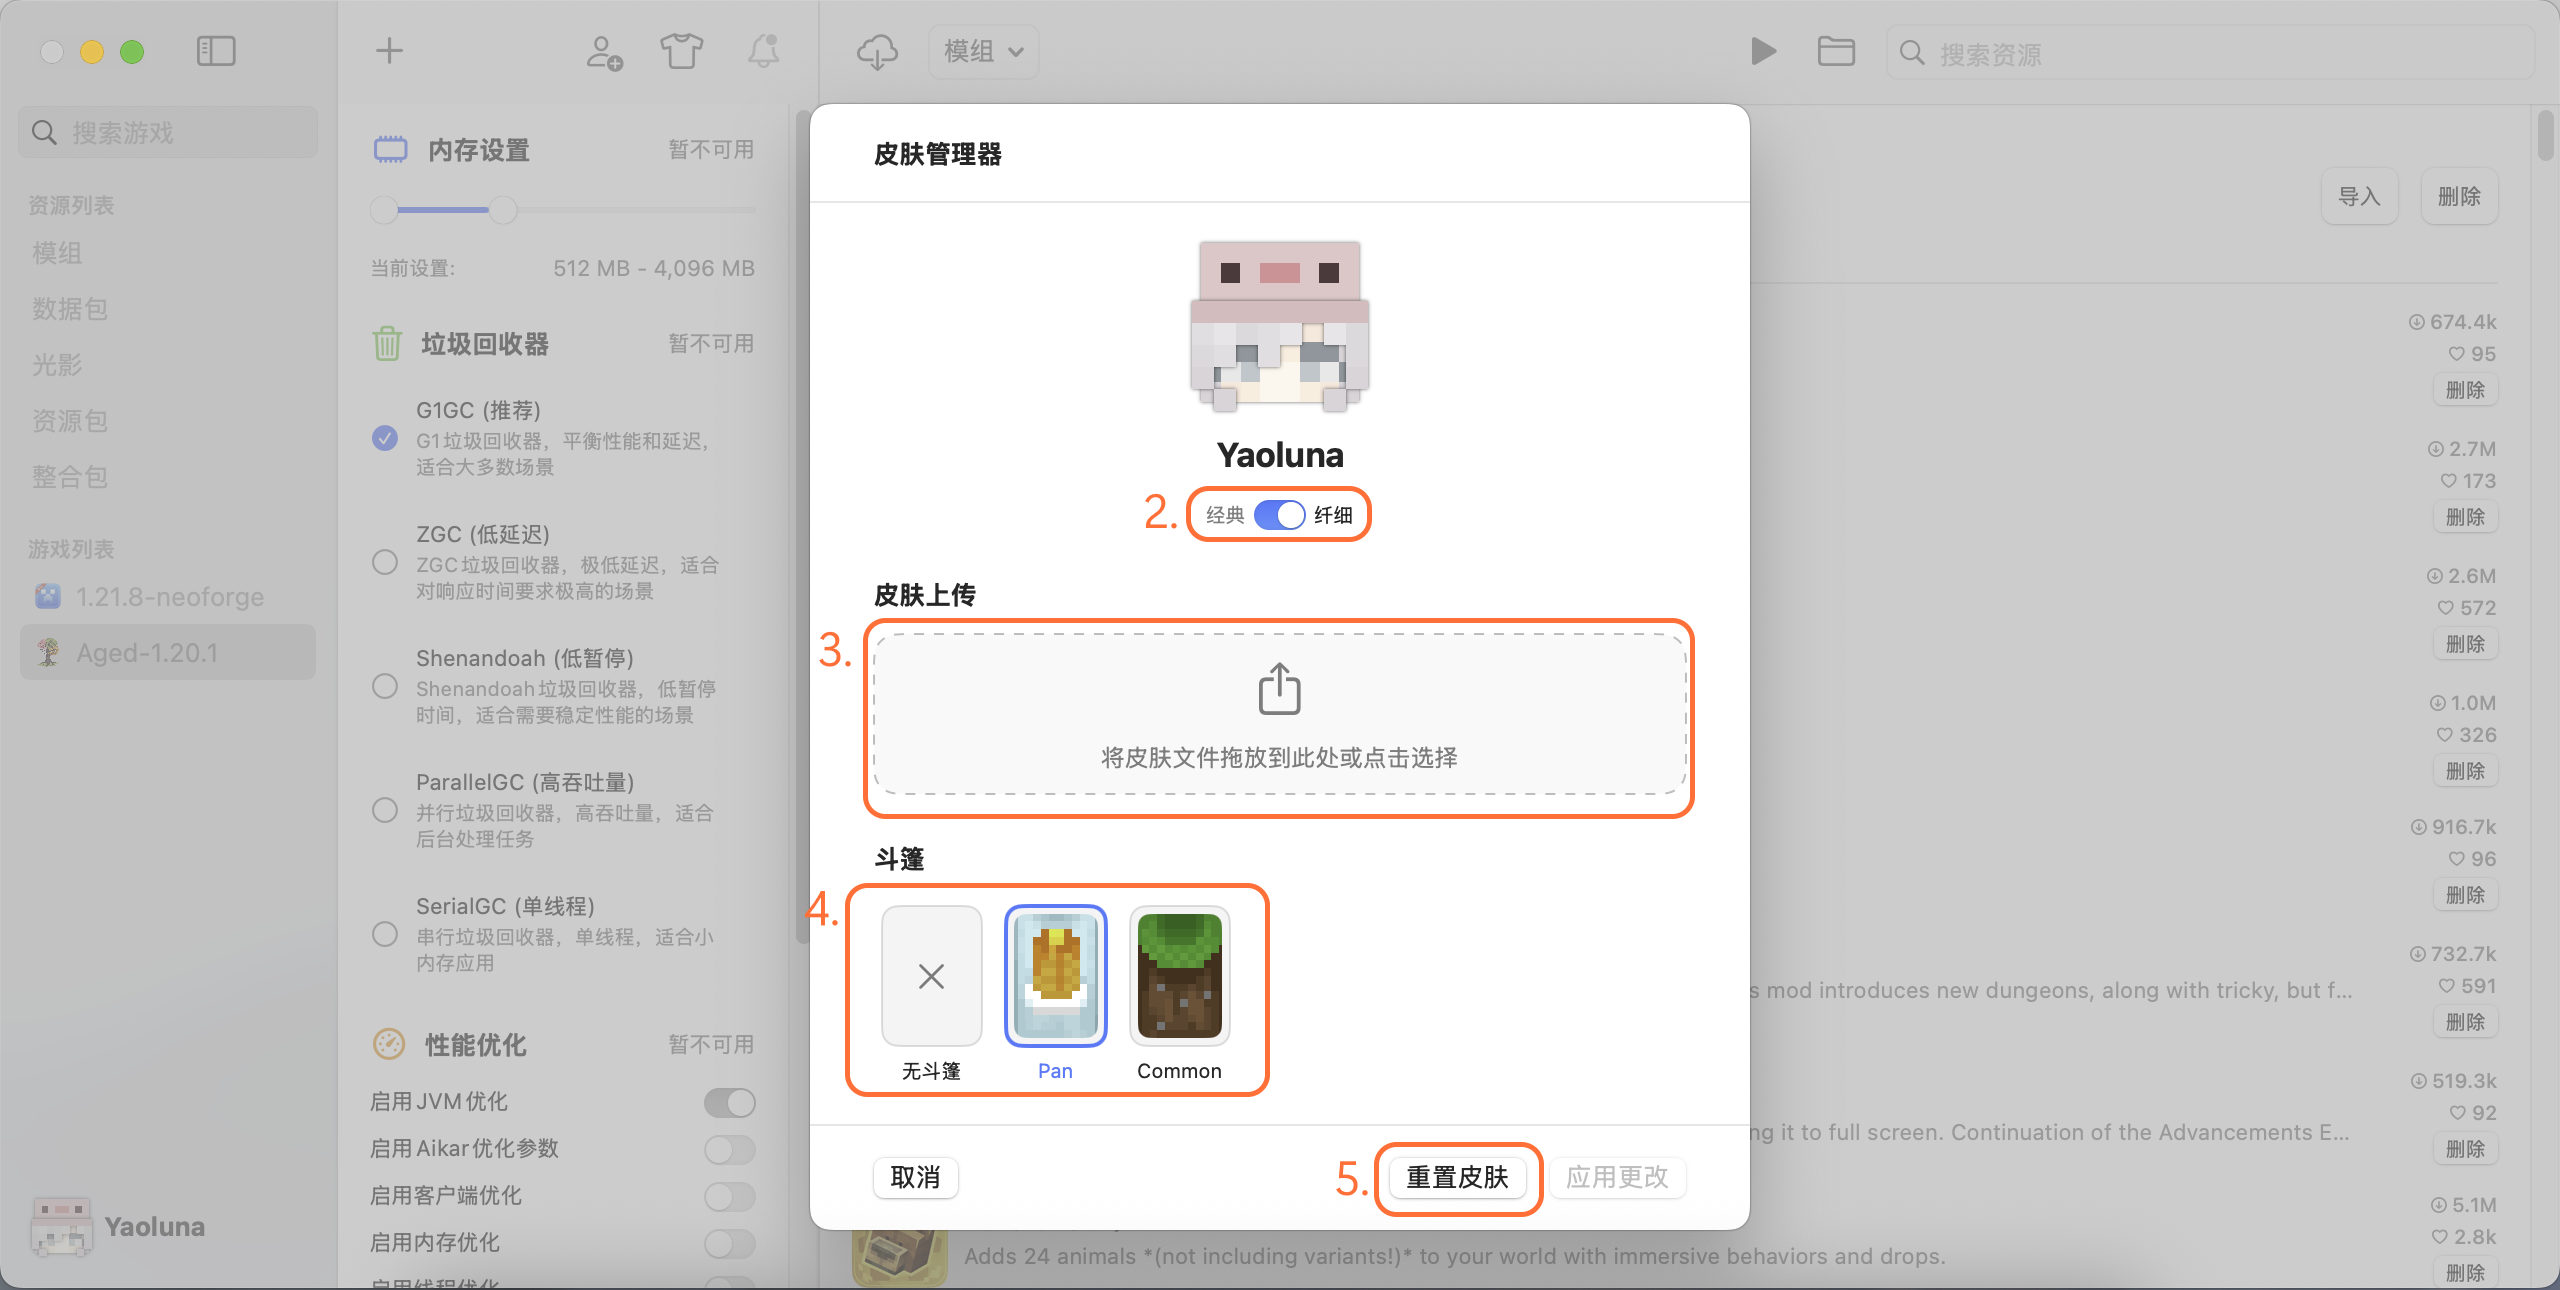 模组
搜索资源
搜索游戏
资源列表
模组
数据包
光影
资源包
整合包
游戏列表
1.21.8-neoforge
Aged-1.20.1
Yaoluna
内存设置
暂不可用
当前设置:
512 MB - 4,096 MB
垃圾回收器
暂不可用
G1GC (推荐)
G1垃圾回收器，平衡性能和延迟，
适合大多数场景
ZGC (低延迟)
ZGC垃圾回收器，极低延迟，适合
对响应时间要求极高的场景
Shenandoah (低暂停)
Shenandoah垃圾回收器，低暂停
时间，适合需要稳定性能的场景
ParallelGC (高吞吐量)
并行垃圾回收器，高吞吐量，适合
后台处理任务
SerialGC (单线程)
串行垃圾回收器，单线程，适合小
内存应用
性能优化
暂不可用
启用JVM优化
启用Aikar优化参数
启用客户端优化
启用内存优化
启用线程优化
皮肤管理器
Yaoluna
2.
经典
纤细
皮肤上传
3.
将皮肤文件拖放到此处或点击选择
斗篷
4.
无斗篷
Pan
Common
取消
5.
重置皮肤
应用更改
导入
删除
674.4k
95
删除
2.7M
173
删除
2.6M
572
删除
1.0M
326
删除
916.7k
96
删除
732.7k
s mod introduces new dungeons, along with tricky, but f...
591
删除
519.3k
92
ng it to full screen. Continuation of the Advancements E...
删除
5.1M
2.8k
Adds 24 animals *(not including variants!)* to your world with immersive behaviors and drops.
删除